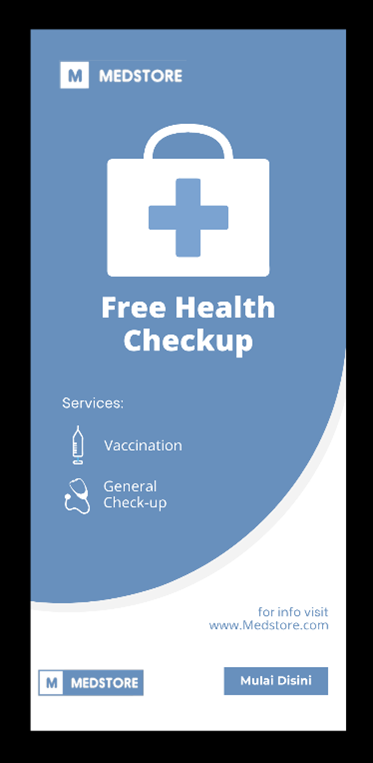 M MEDSTORE
Free Health
Checkup
Services:
Vaccination
General
Check-up
for info visit
www.Medstore.com
M MEDSTORE
Mulai Disini